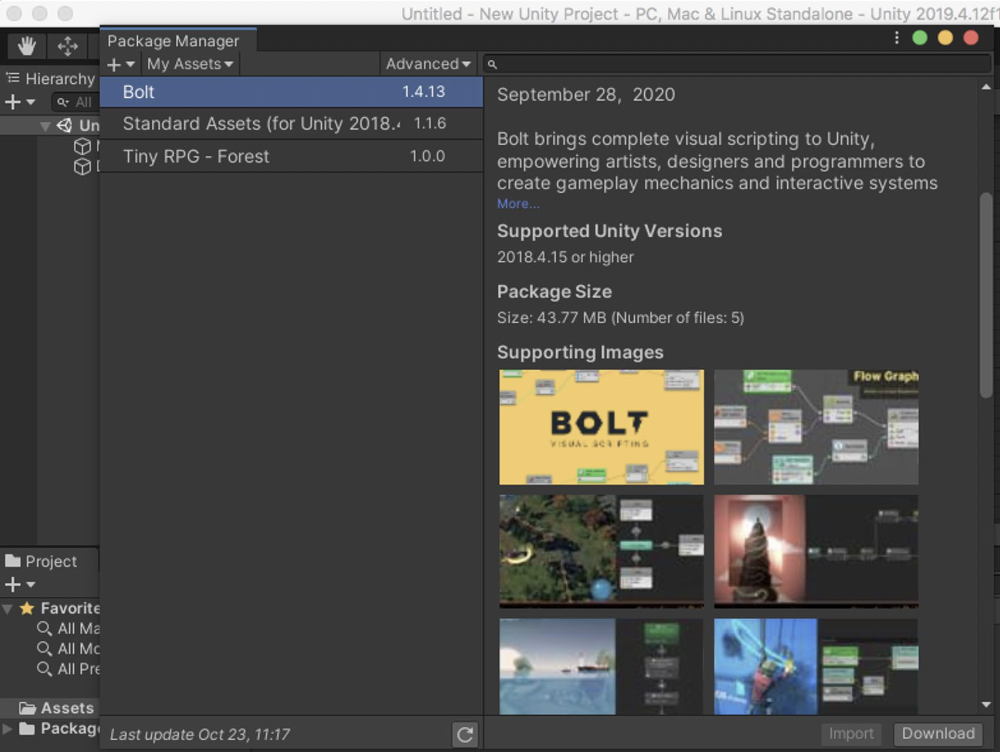 Untitled - New Unity Project - PC, Mac & Linux Standalone - Unity 2019.4.12f1
Package Manager
My Assets
Advanced
Hierarchy
All
Un
Bolt 1.4.13
Standard Assets (for Unity 2018. 1.1.6
Tiny RPG - Forest 1.0.0
September 28, 2020
Bolt brings complete visual scripting to Unity,
empowering artists, designers and programmers to
create gameplay mechanics and interactive systems
More...
Supported Unity Versions
2018.4.15 or higher
Package Size
Size: 43.77 MB (Number of files: 5)
Supporting Images
BOLT
VISUAL SCRIPTING
Flow Graph
Project
Favorite
All Ma
All Mo
All Pre
Assets
Packag
Last update Oct 23, 11:17
Import
Download